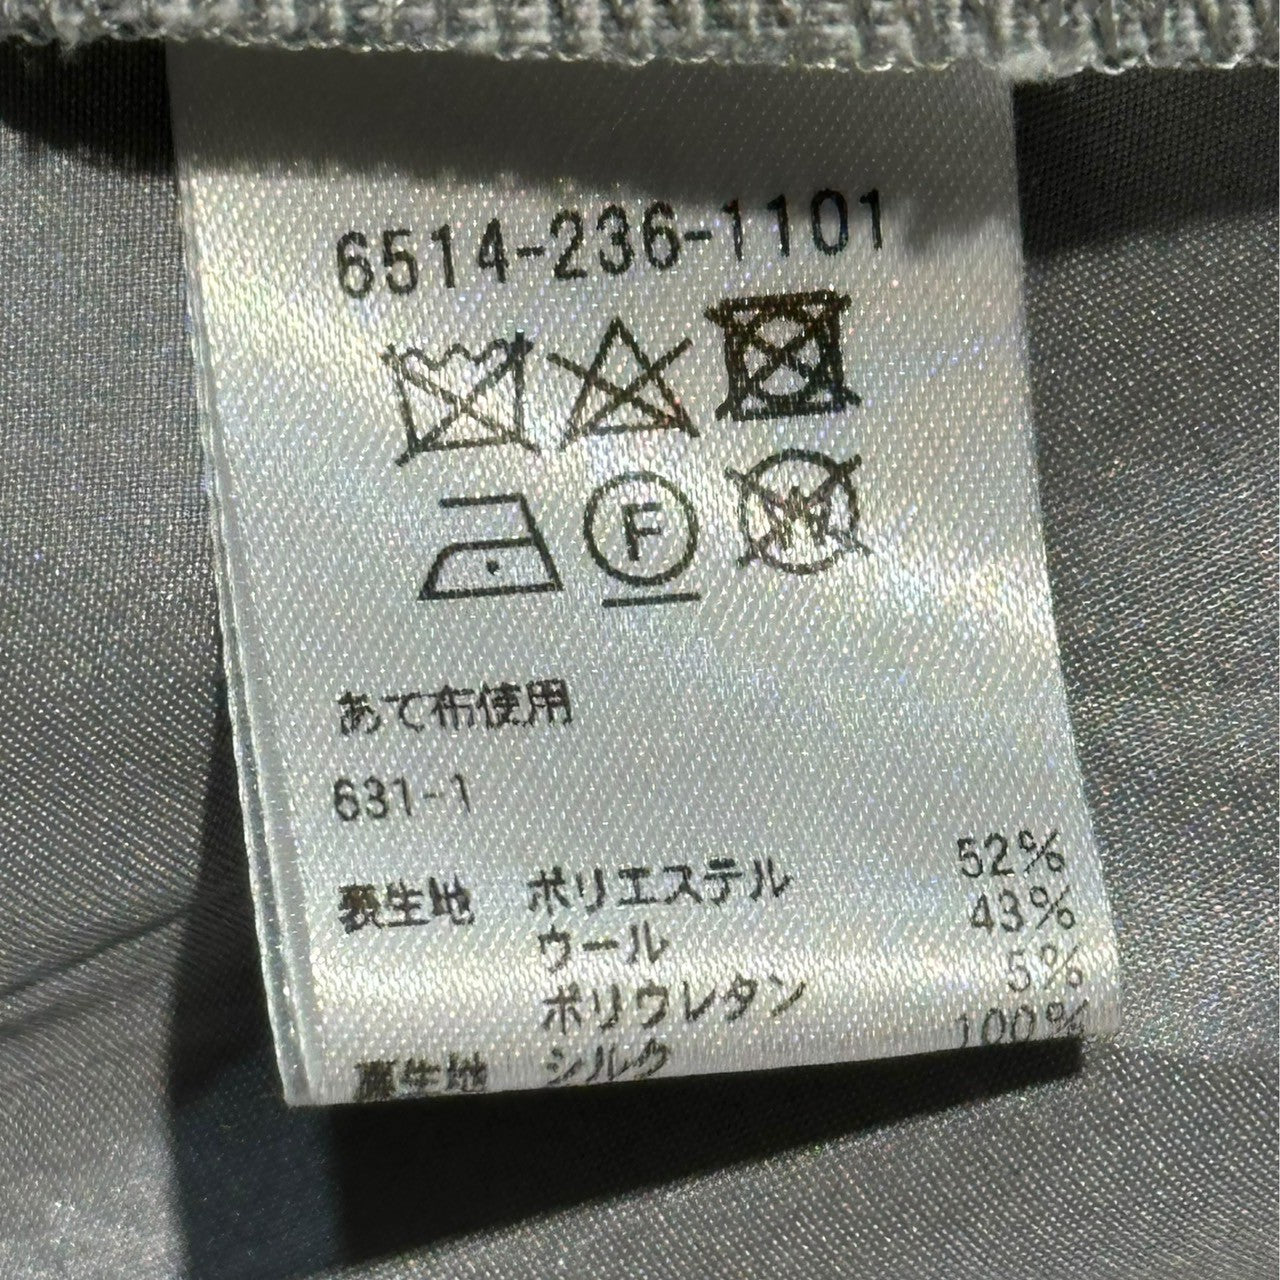 6514-236-1101
F
W
あて布使用
631-1
表生地 ポリエステル 52%
ウール 43%
ポリウレタン 5%
裏生地 シルク 100%